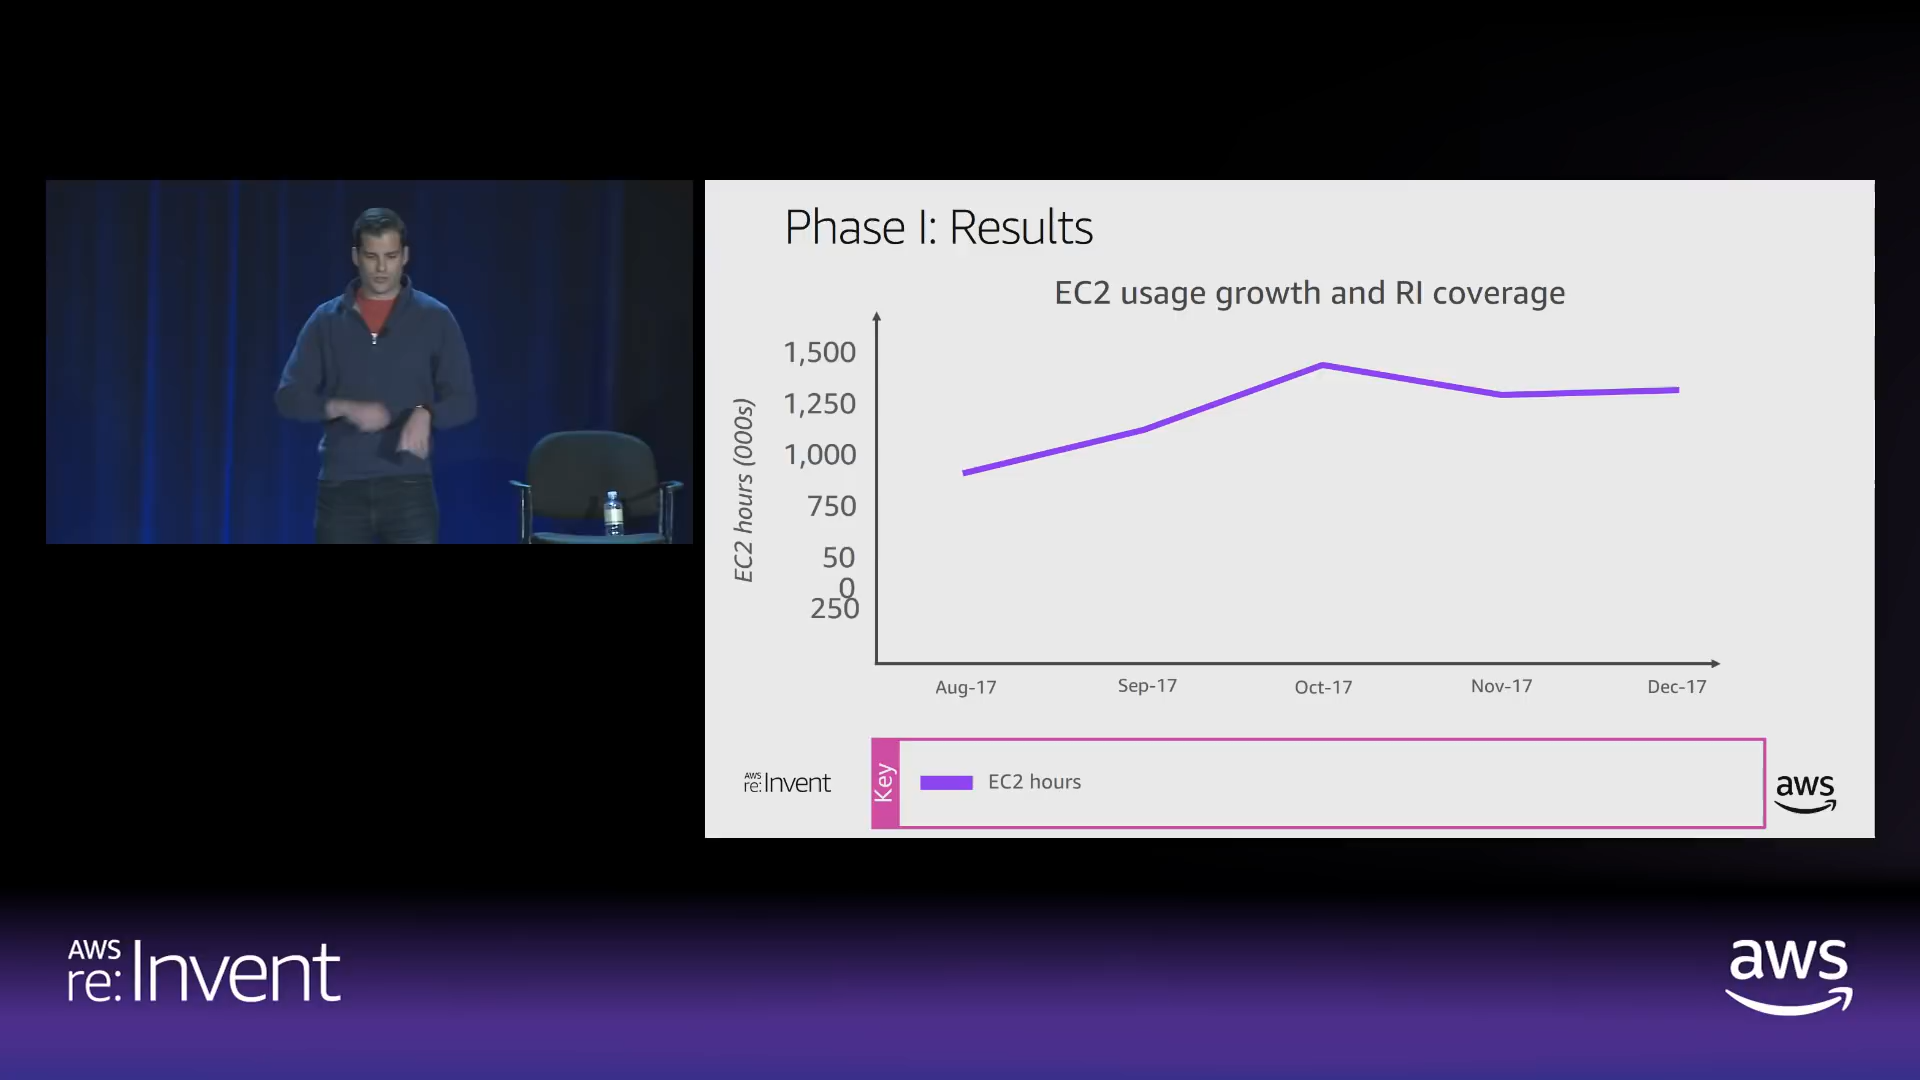 Phase I: Results
EC2 usage growth and RI coverage
EC2 hours (000s)
1,500
1,250
1,000
750
50
0
250
Aug-17
Sep-17
Oct-17
Nov-17
Dec-17
Key
EC2 hours
AWS
re:Invent
aws
AWS
re:Invent
aws